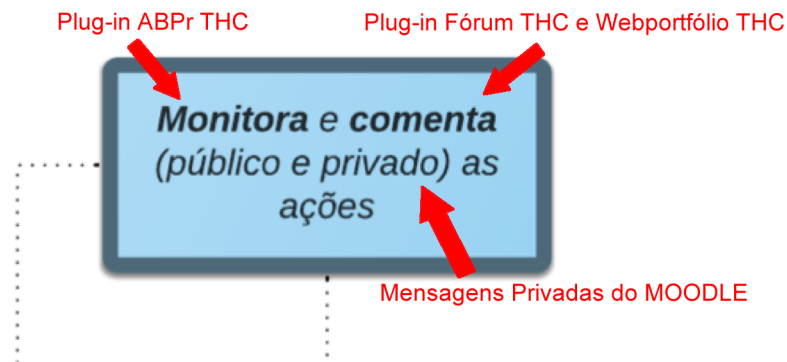 Plug-in ABPr THC
Plug-in Fórum THC e Webportfólio THC
Monitora e comenta
(público e privado) as
ações
Mensagens Privadas do MOODLE